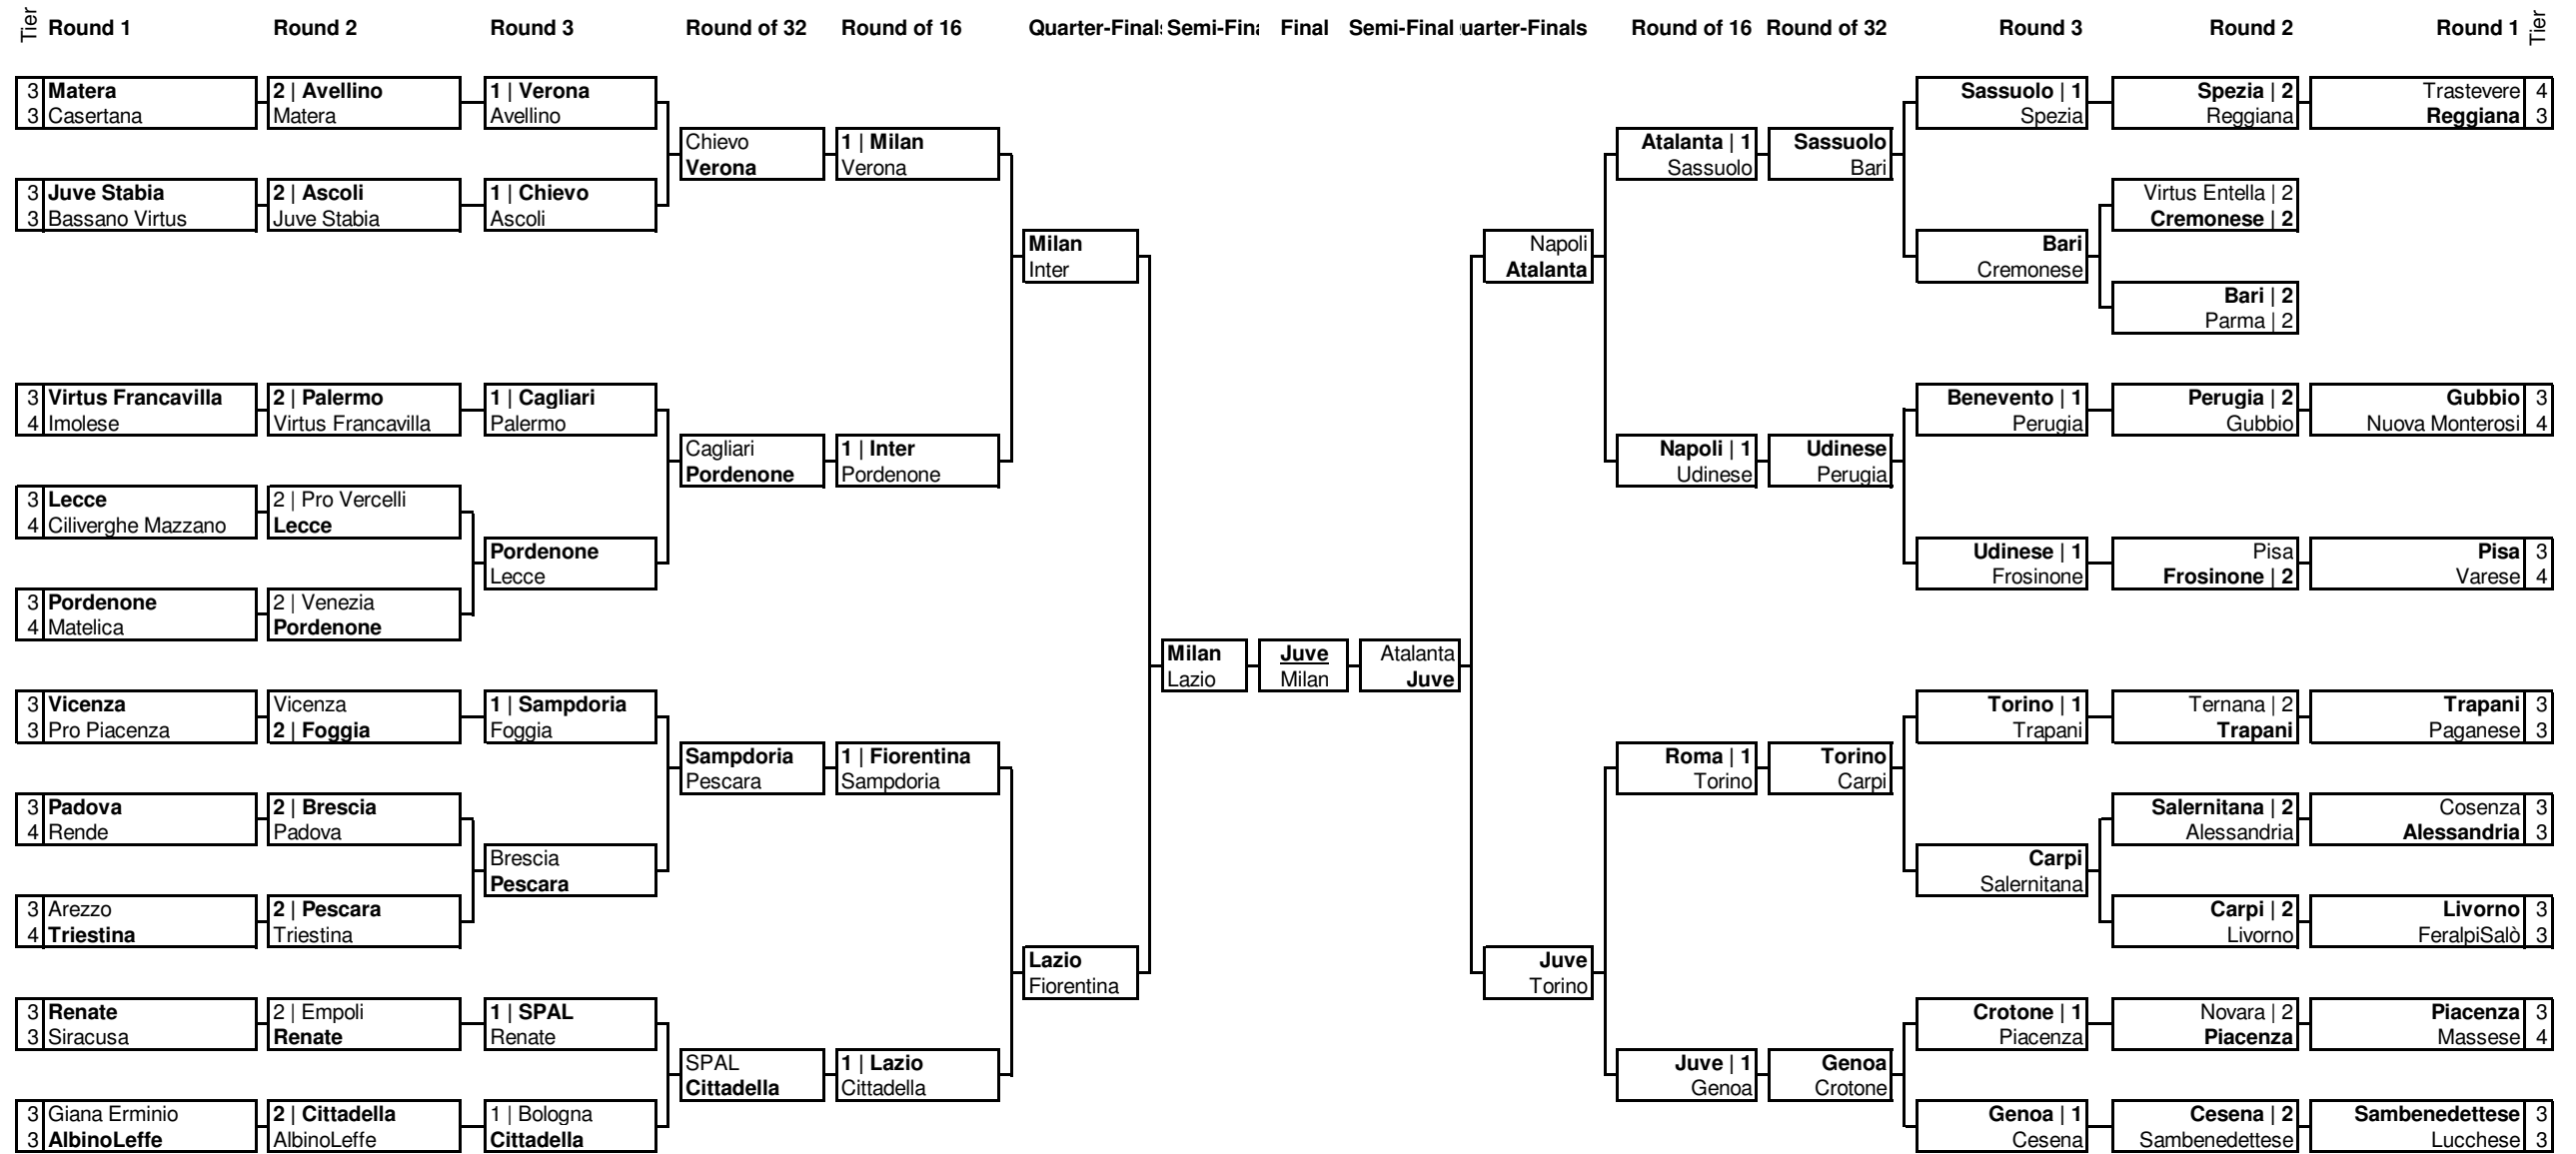 Tier Round 1 Round 2 Round 3 Round of 32 Round of 16 Quarter-Finals Semi-Fina Final Semi-Final uarter-Finals Round of 16 Round of 32 Round 3 Round 2 Round 1 Tier
3 Matera 2 | Avellino 1 | Verona Sassuolo | 1 Spezia | 2 Trastevere 4
3 Casertana Matera Avellino Spezia Reggiana Reggiana 3
Chievo 1 | Milan Atalanta | 1 Sassuolo
Verona Verona Sassuolo Bari
3 Juve Stabia 2 | Ascoli 1 | Chievo Virtus Entella | 2
3 Bassano Virtus Juve Stabia Ascoli Cremonese | 2
Milan Napoli Bari
Inter Atalanta Cremonese
Bari | 2
Parma | 2
3 Virtus Francavilla 2 | Palermo 1 | Cagliari Benevento | 1 Perugia | 2 Gubbio 3
4 Imolese Virtus Francavilla Palermo Perugia Gubbio Nuova Monterosi 4
Cagliari 1 | Inter Napoli | 1 Udinese
Pordenone Pordenone Udinese Perugia
3 Lecce 2 | Pro Vercelli
4 Ciliverghe Mazzano Lecce
Pordenone Udinese | 1 Pisa Pisa 3
Lecce Frosinone Frosinone | 2 Varese 4
3 Pordenone 2 | Venezia
4 Matelica Pordenone
Milan Juve Atalanta
Lazio Milan Juve
3 Vicenza Vicenza 1 | Sampdoria Torino | 1 Ternana | 2 Trapani 3
3 Pro Piacenza 2 | Foggia Foggia Trapani Trapani Paganese 3
Sampdoria 1 | Fiorentina Roma | 1 Torino
Pescara Sampdoria Torino Carpi
3 Padova 2 | Brescia Salernitana | 2 Cosenza 3
4 Rende Padova Alessandria Alessandria 3
Brescia Carpi
Pescara Salernitana
3 Arezzo 2 | Pescara Carpi | 2 Livorno 3
4 Triestina Triestina Livorno FeralpiSalò 3
Lazio Juve
Fiorentina Torino
3 Renate 2 | Empoli 1 | SPAL Crotone | 1 Novara | 2 Piacenza 3
3 Siracusa Renate Renate Piacenza Piacenza Massese 4
SPAL 1 | Lazio Juve | 1 Genoa
Cittadella Cittadella Genoa Crotone
3 Giana Erminio 2 | Cittadella 1 | Bologna Genoa | 1 Cesena | 2 Sambenedettese 3
3 AlbinoLeffe AlbinoLeffe Cittadella Cesena Sambenedettese Lucchese 3